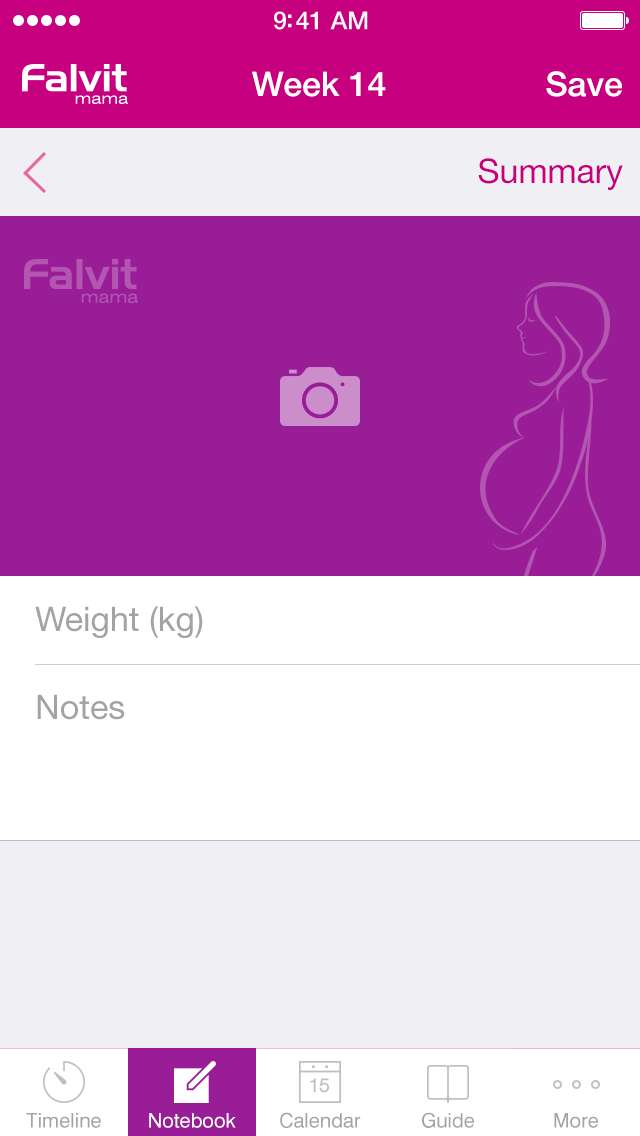 9:41 AM
Falvit
mama
Week 14
Save
Summary
Falvit
mama
Weight (kg)
Notes
15
Timeline
Notebook
Calendar
Guide
More